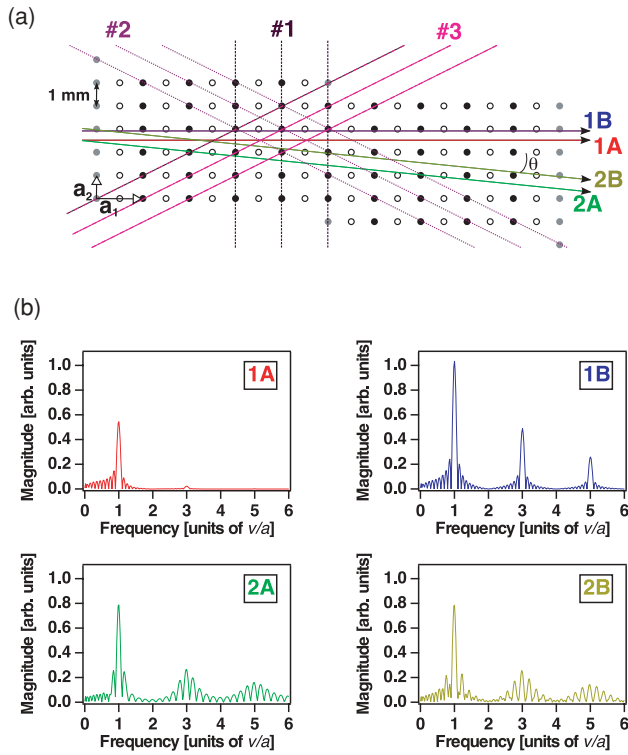 (a)
#2 #1 #3
1 mm
1B
1A
θ
2B
2A
a₂
a₁
(b)
Magnitude [arb. units]
1.0
0.8
0.6
0.4
0.2
0.0
1A
0 1 2 3 4 5 6
Frequency [units of v/a]
Magnitude [arb. units]
1.0
0.8
0.6
0.4
0.2
0.0
1B
0 1 2 3 4 5 6
Frequency [units of v/a]
Magnitude [arb. units]
1.0
0.8
0.6
0.4
0.2
0.0
2A
0 1 2 3 4 5 6
Frequency [units of v/a]
Magnitude [arb. units]
1.0
0.8
0.6
0.4
0.2
0.0
2B
0 1 2 3 4 5 6
Frequency [units of v/a]